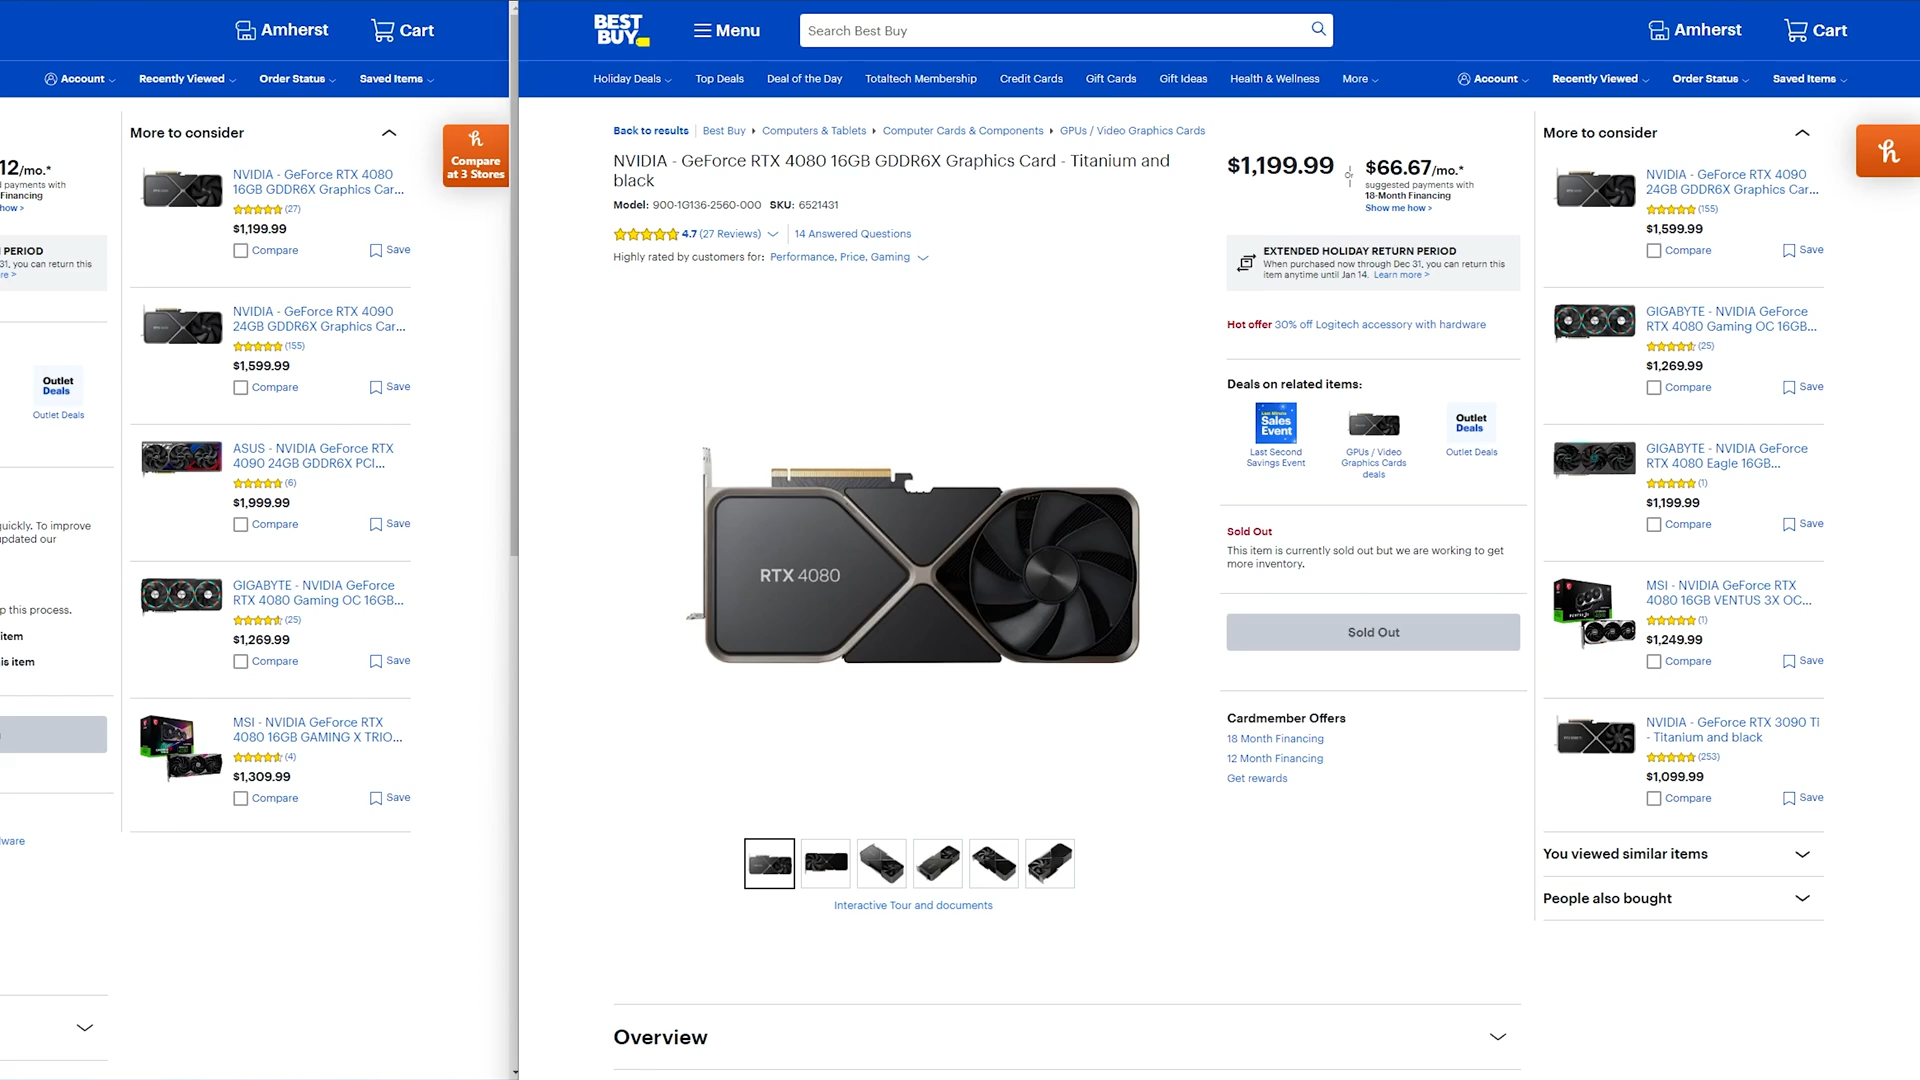 Amherst
Cart
Account
Recently Viewed
Order Status
Saved Items
12/mo.*
payments with
Financing
how >
PERIOD
31, you can return this
re >
Outlet
Deals
Outlet Deals
quickly. To improve
updated our
p this process.
item
is item
ware
More to consider
Compare
at 3 Stores
NVIDIA - GeForce RTX 4080
16GB GDDR6X Graphics Car...
(27)
$1,199.99
Compare
Save
NVIDIA - GeForce RTX 4090
24GB GDDR6X Graphics Car...
(155)
$1,599.99
Compare
Save
ASUS - NVIDIA GeForce RTX
4090 24GB GDDR6X PCI...
(6)
$1,999.99
Compare
Save
GIGABYTE - NVIDIA GeForce
RTX 4080 Gaming OC 16GB...
(25)
$1,269.99
Compare
Save
MSI - NVIDIA GeForce RTX
4080 16GB GAMING X TRIO...
(4)
$1,309.99
Compare
Save
BEST
BUY
Menu
Search Best Buy
Amherst
Cart
Holiday Deals
Top Deals
Deal of the Day
Totaltech Membership
Credit Cards
Gift Cards
Gift Ideas
Health & Wellness
More
Account
Recently Viewed
Order Status
Saved Items
Back to results
Best Buy
Computers & Tablets
Computer Cards & Components
GPUs / Video Graphics Cards
NVIDIA - GeForce RTX 4080 16GB GDDR6X Graphics Card - Titanium and
black
Model: 900-1G136-2560-000 SKU: 6521431
4.7 (27 Reviews)
14 Answered Questions
Highly rated by customers for: Performance, Price, Gaming
RTX 4080
Interactive Tour and documents
$1,199.99
or
$66.67/mo.*
suggested payments with
18-Month Financing
Show me how >
EXTENDED HOLIDAY RETURN PERIOD
When purchased now through Dec 31, you can return this
item anytime until Jan 14. Learn more >
Hot offer 30% off Logitech accessory with hardware
Deals on related items:
Last Minute
Sales
Event
Last Second
Savings Event
GPUs / Video
Graphics Cards
deals
Outlet
Deals
Outlet Deals
Sold Out
This item is currently sold out but we are working to get
more inventory.
Sold Out
Cardmember Offers
18 Month Financing
12 Month Financing
Get rewards
More to consider
NVIDIA - GeForce RTX 4090
24GB GDDR6X Graphics Car...
(155)
$1,599.99
Compare
Save
GIGABYTE - NVIDIA GeForce
RTX 4080 Gaming OC 16GB...
(25)
$1,269.99
Compare
Save
GIGABYTE - NVIDIA GeForce
RTX 4080 Eagle 16GB...
(1)
$1,199.99
Compare
Save
MSI - NVIDIA GeForce RTX
4080 16GB VENTUS 3X OC...
(1)
$1,249.99
Compare
Save
NVIDIA - GeForce RTX 3090 Ti
- Titanium and black
(253)
$1,099.99
Compare
Save
You viewed similar items
People also bought
Overview